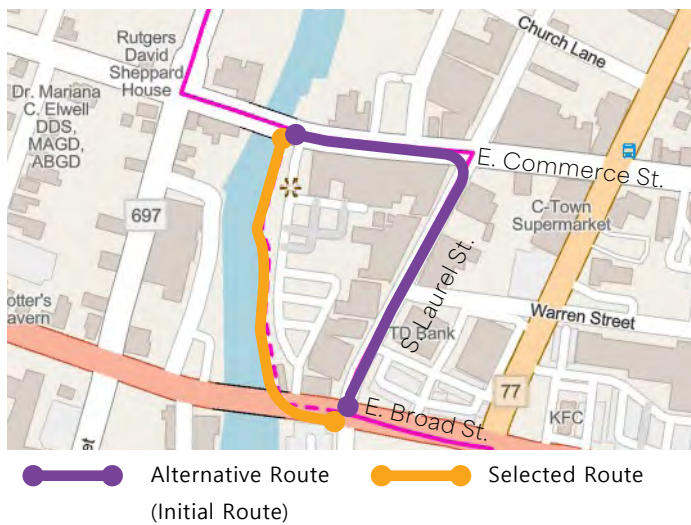 Church Lane
Rutgers
David
Sheppard
House
Dr. Mariana
C. Elwell
DDS,
MAGD,
ABGD
E. Commerce St.
697
C-Town
Supermarket
otter's
avern
S. Laurel St.
Warren Street
TD Bank
77
E. Broad St.
KFC
et
Alternative Route
(Initial Route)
Selected Route